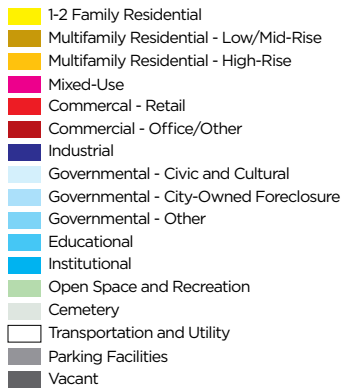 1-2 Family Residential
Multifamily Residential - Low/Mid-Rise
Multifamily Residential - High-Rise
Mixed-Use
Commercal - Retail
Commercial - Office/Other
Industrial
Governmental - Civic and Cultural
Governmental - City-Owned Foreclosure
Governmental - Other
Educational
Institutional
Open Space and Recreation
Cemetery
Transportation and Utility
Parking Facilities
Vacant